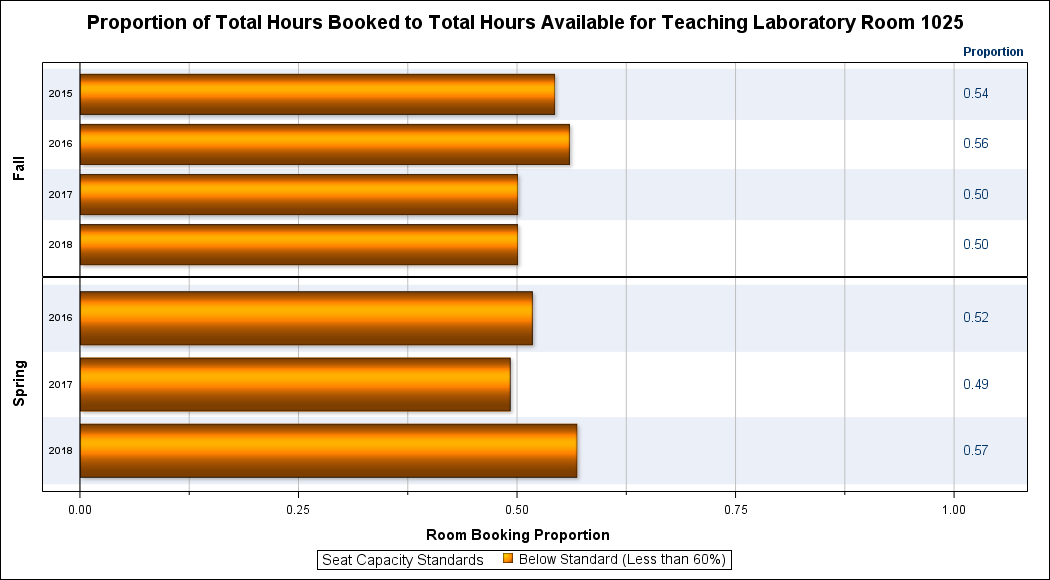 Proportion of Total Hours Booked to Total Hours Available for Teaching Laboratory Room 1025
Proportion
Fall
2015 0.54
2016 0.56
2017 0.50
2018 0.50
Spring
2016 0.52
2017 0.49
2018 0.57
0.00 0.25 0.50 0.75 1.00
Room Booking Proportion
Seat Capacity Standards Below Standard (Less than 60%)